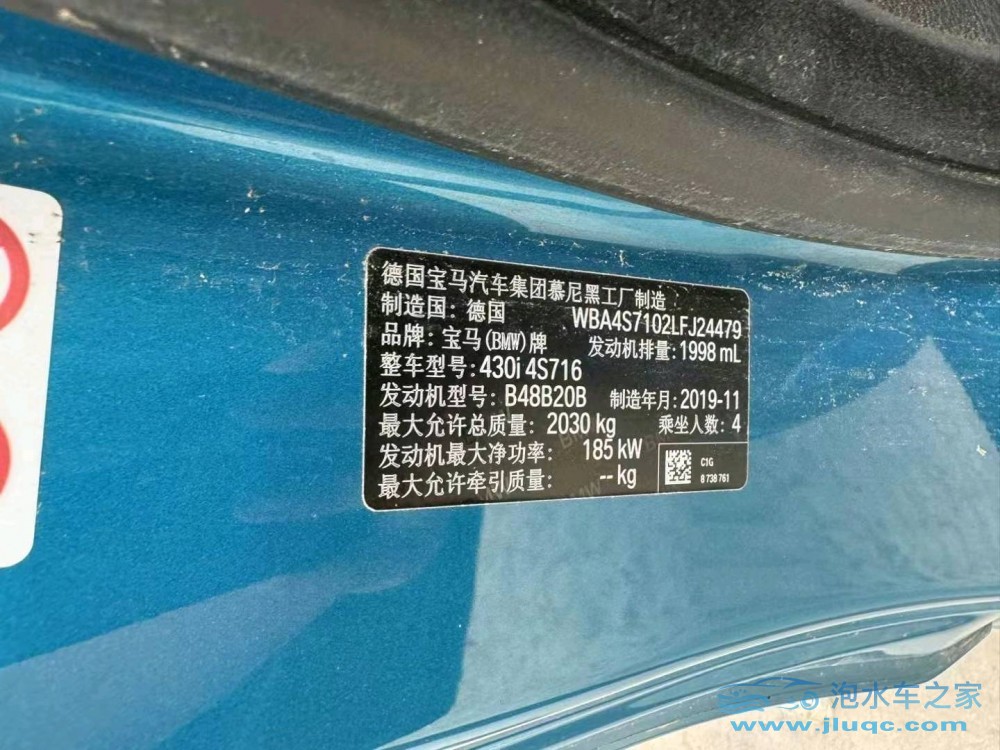 德国宝马汽车集团慕尼黑工厂制造
制造国：德国 WBA4S7102LFJ24479
品牌：宝马(BMW)牌 发动机排量：1998 mL
整车型号：430i 4S716
发动机型号：B48B20B 制造年月：2019-11
最大允许总质量：2030 kg 乘坐人数：4
发动机最大净功率：185 kW
最大允许牵引质量：-- kg
C1G
8 738 761
泡水车之家
www.jluqc.com